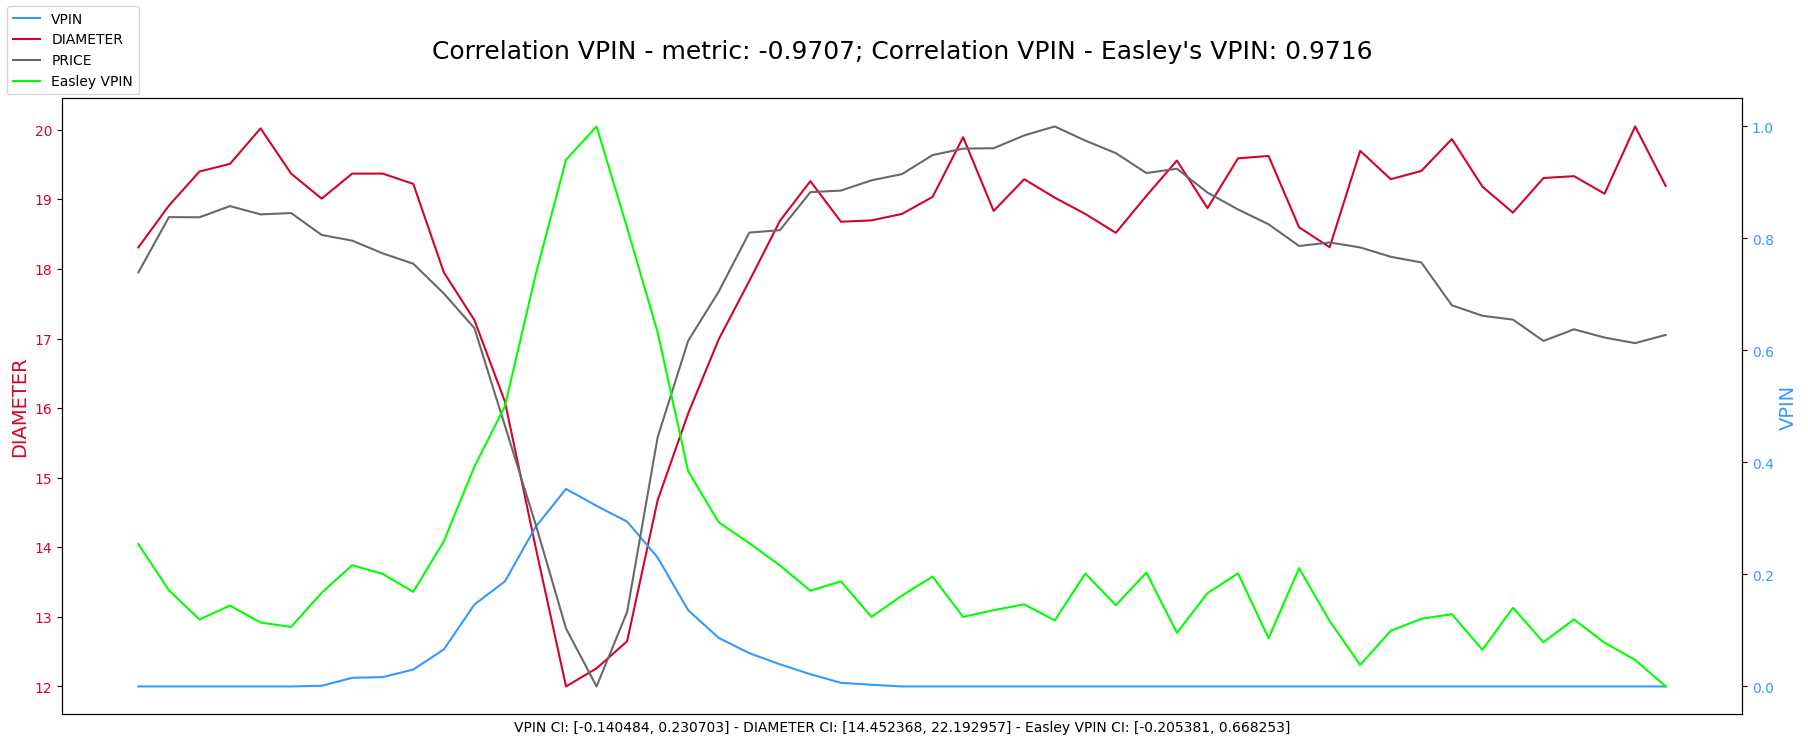 VPIN
DIAMETER
PRICE
Easley VPIN
Correlation VPIN - metric: -0.9707; Correlation VPIN - Easley's VPIN: 0.9716
DIAMETER
20
19
18
17
16
15
14
13
12
1.0
0.8
0.6
0.4
0.2
0.0
VPIN
VPIN CI: [-0.140484, 0.230703] - DIAMETER CI: [14.452368, 22.192957] - Easley VPIN CI: [-0.205381, 0.668253]